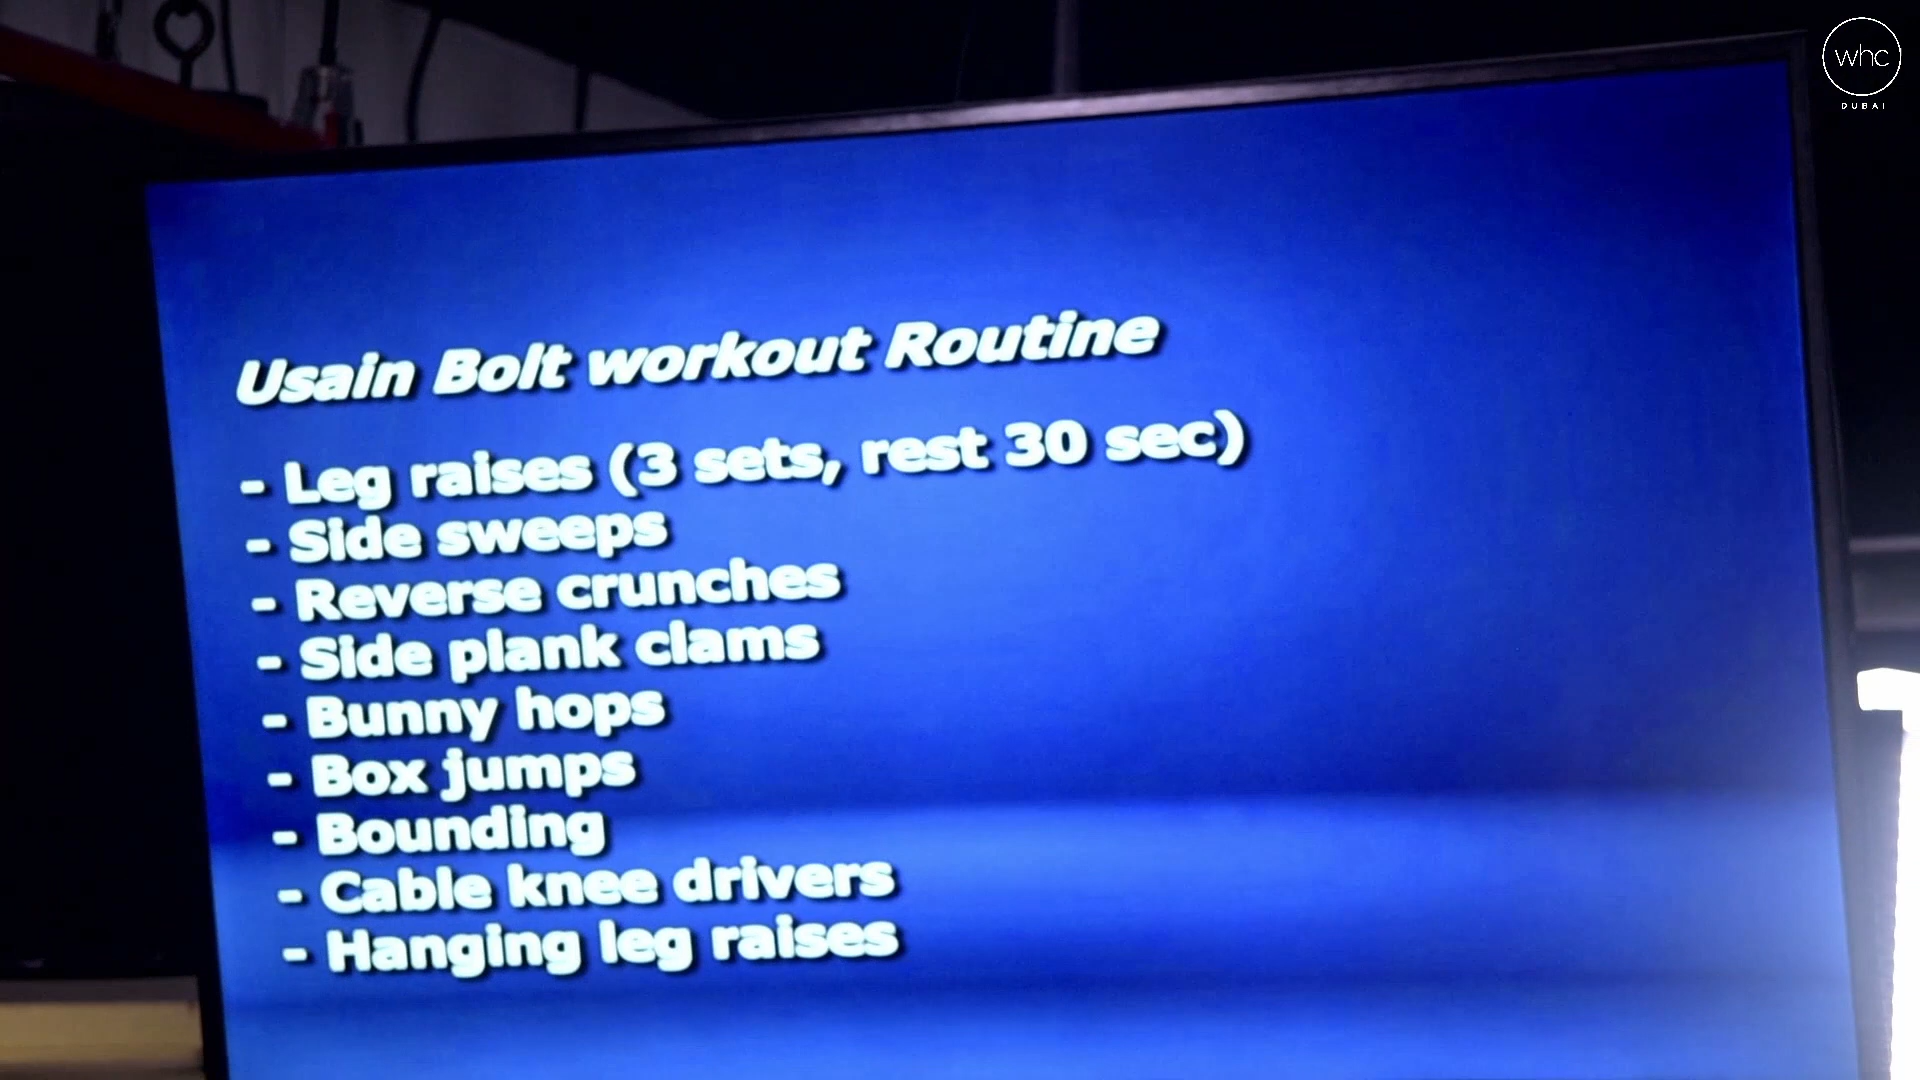 whc
DUBAI
Usain Bolt workout Routine
- Leg raises (3 sets, rest 30 sec)
- Side sweeps
- Reverse crunches
- Side plank clams
- Bunny hops
- Box jumps
- Bounding
- Cable knee drivers
- Hanging leg raises